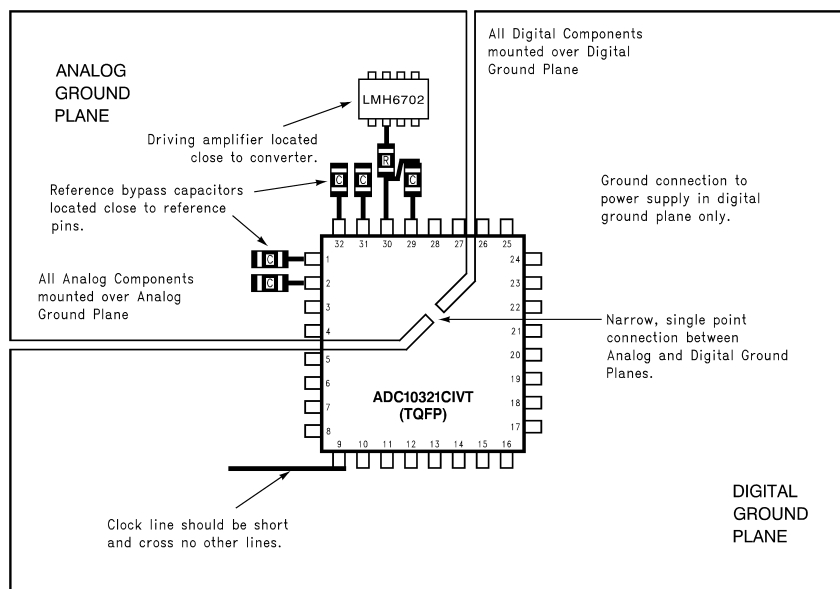 All Digital Components
mounted over Digital
Ground Plane
ANALOG
GROUND
PLANE
LMH6702
Driving amplifier located
close to converter.
R
C
C
C
Reference bypass capacitors
located close to reference
pins.
Ground connection to
power supply in digital
ground plane only.
32
31
30
29
28
27
26
25
C
C
1
2
3
4
5
6
7
8
24
23
22
21
20
19
18
17
All Analog Components
mounted over Analog
Ground Plane
Narrow, single point
connection between
Analog and Digital Ground
Planes.
ADC10321CIVT
(TQFP)
9
10
11
12
13
14
15
16
Clock line should be short
and cross no other lines.
DIGITAL
GROUND
PLANE